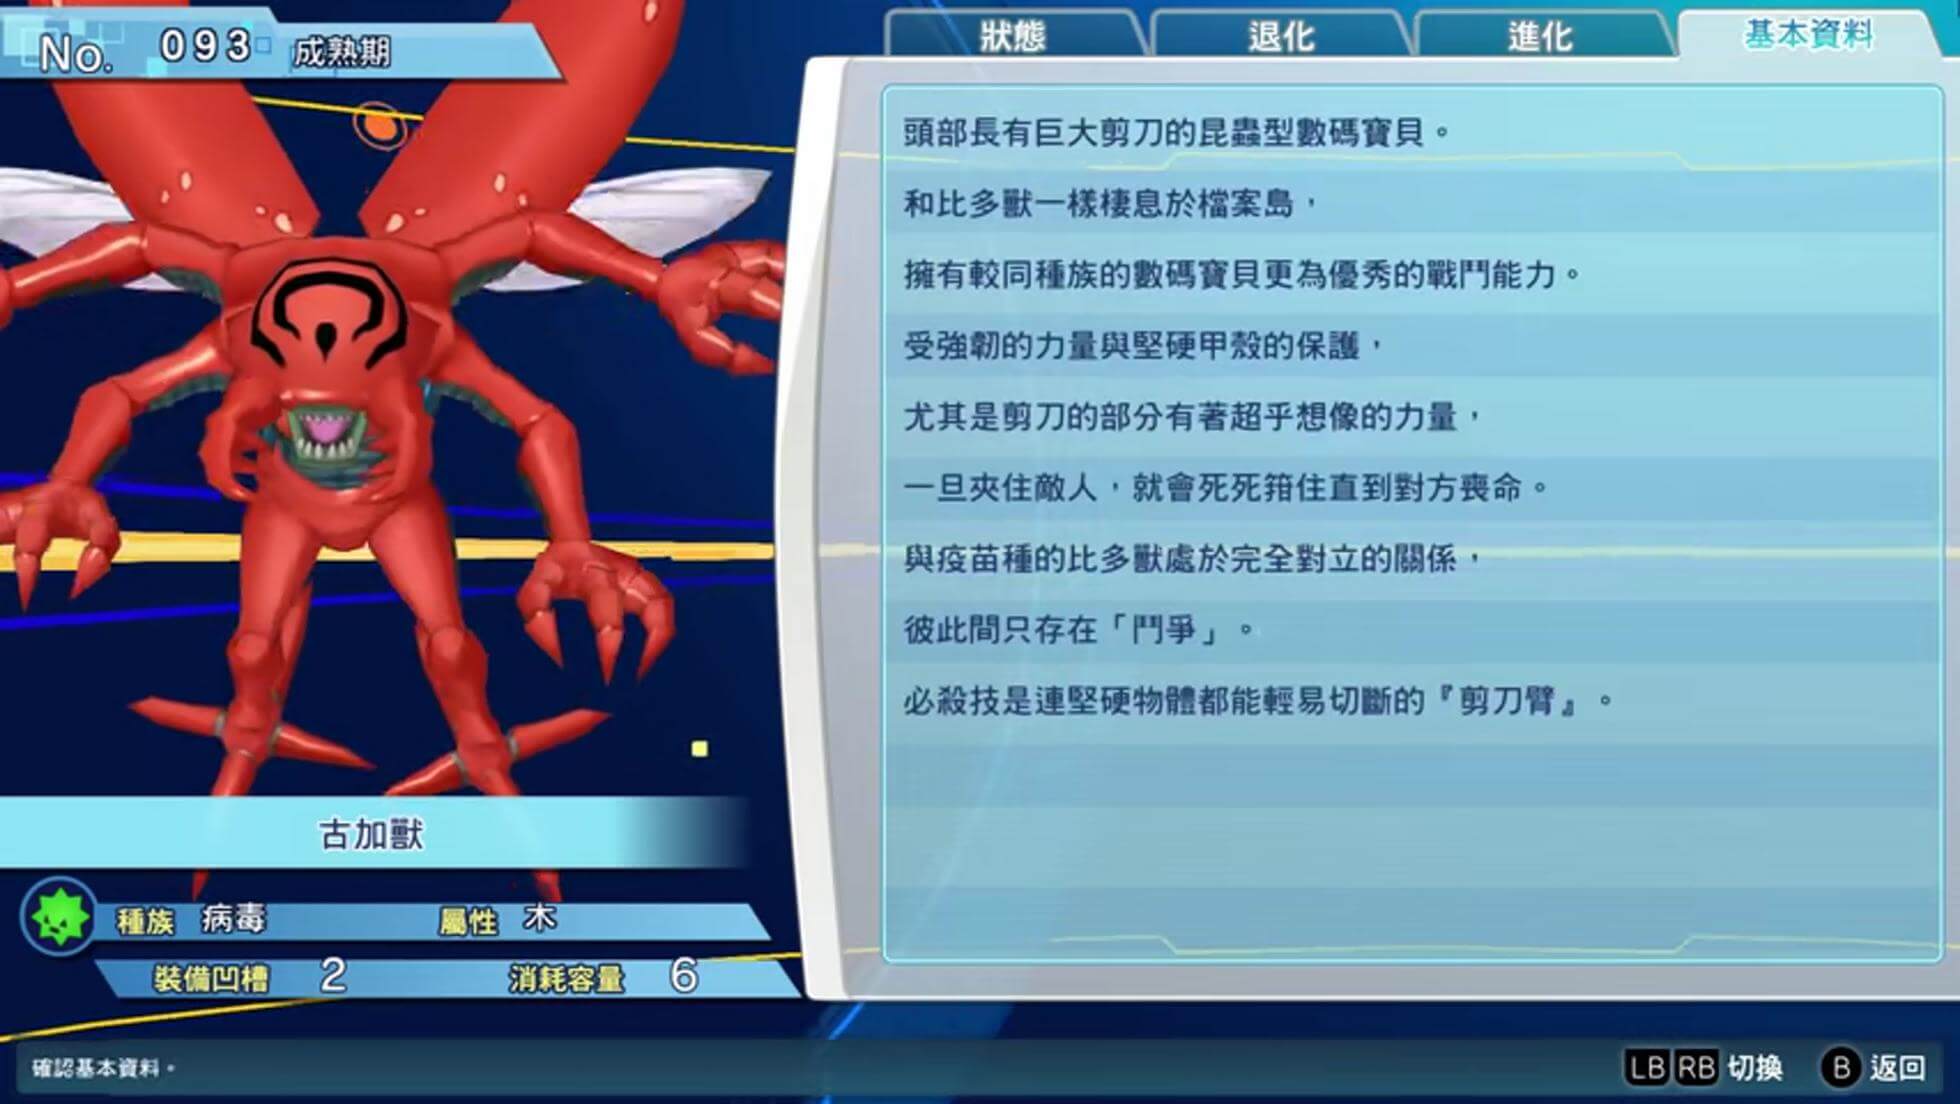 No. 093 成熟期
狀態 退化 進化 基本資料
頭部長有巨大剪刀的昆蟲型數碼寶貝。
和比多獸一樣棲息於檔案島，
擁有較同種族的數碼寶貝更為優秀的戰鬥能力。
受強韌的力量與堅硬甲殼的保護，
尤其是剪刀的部分有著超乎想像的力量，
一旦夾住敵人，就會死死箝住直到對方喪命。
與疫苗種的比多獸處於完全對立的關係，
彼此間只存在「鬥爭」。
必殺技是連堅硬物體都能輕易切斷的『剪刀臂』。
古加獸
種族 病毒 屬性 木
裝備凹槽 2 消耗容量 6
確認基本資料。
LB RB 切換 B 返回